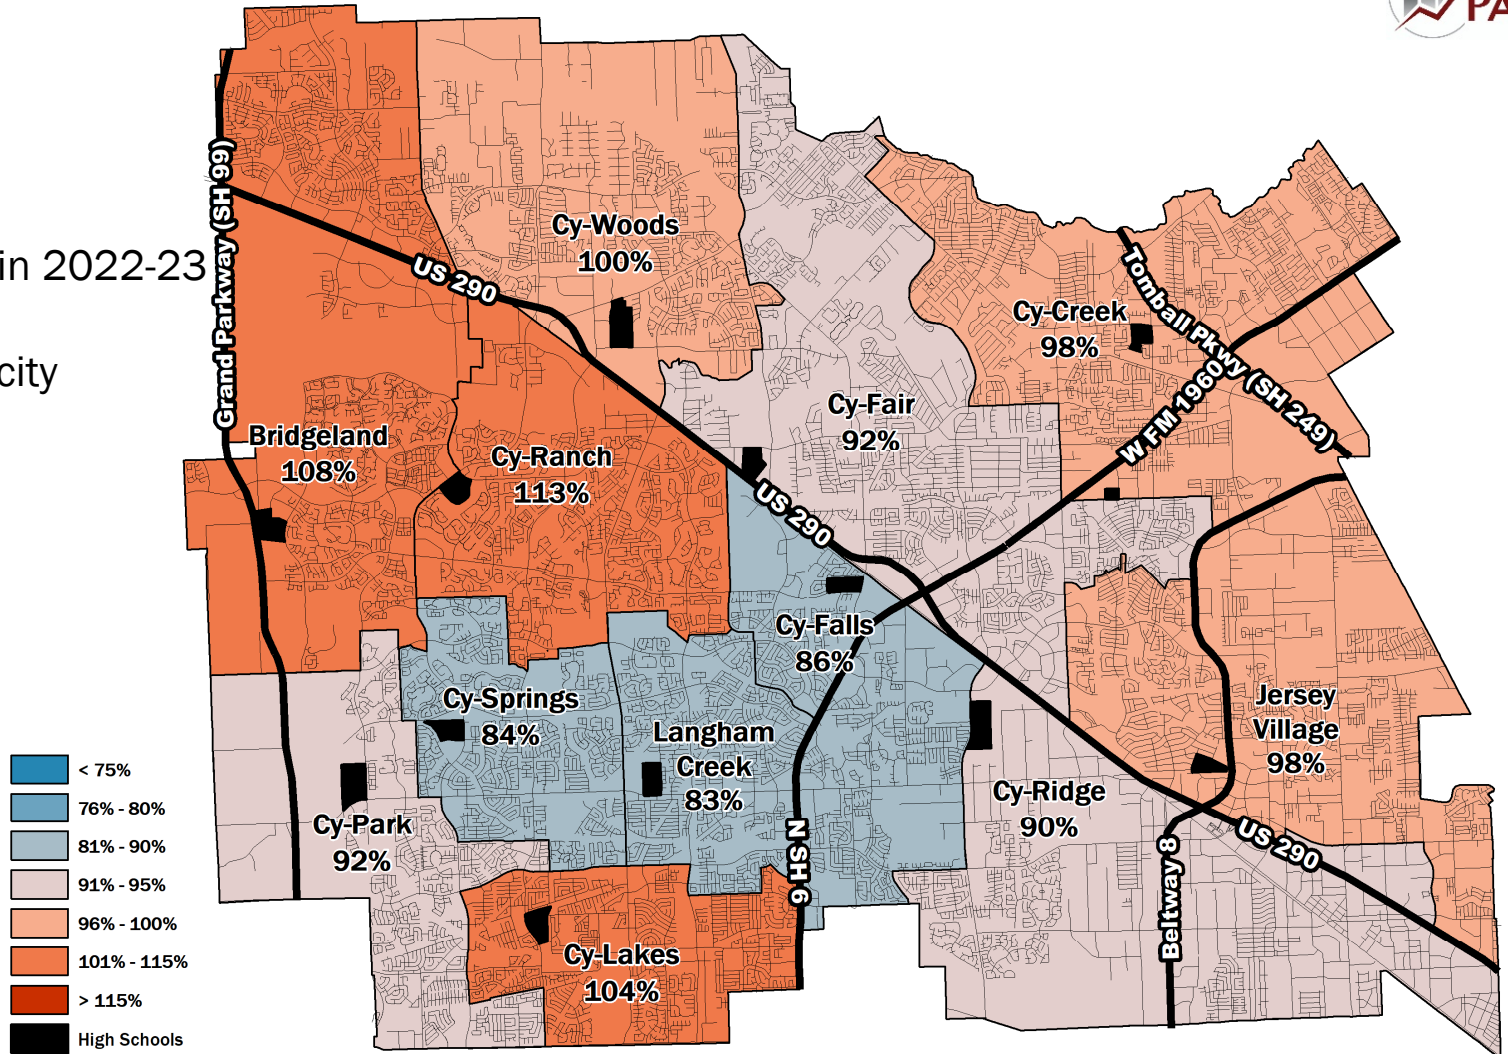 PA
in 2022-23
city
Grand Parkway (SH 99)
US 290
Cy-Woods
100%
Tomball Pkwy (SH 249)
Cy-Creek
98%
W FM 1960
Cy-Fair
92%
Bridgeland
108%
Cy-Ranch
113%
US 290
Cy-Falls
86%
Cy-Springs
84%
Langham
Creek
83%
Jersey
Village
98%
Cy-Ridge
90%
Cy-Park
92%
N SH 6
Beltway 8
US 290
Cy-Lakes
104%
< 75%
76% - 80%
81% - 90%
91% - 95%
96% - 100%
101% - 115%
> 115%
High Schools